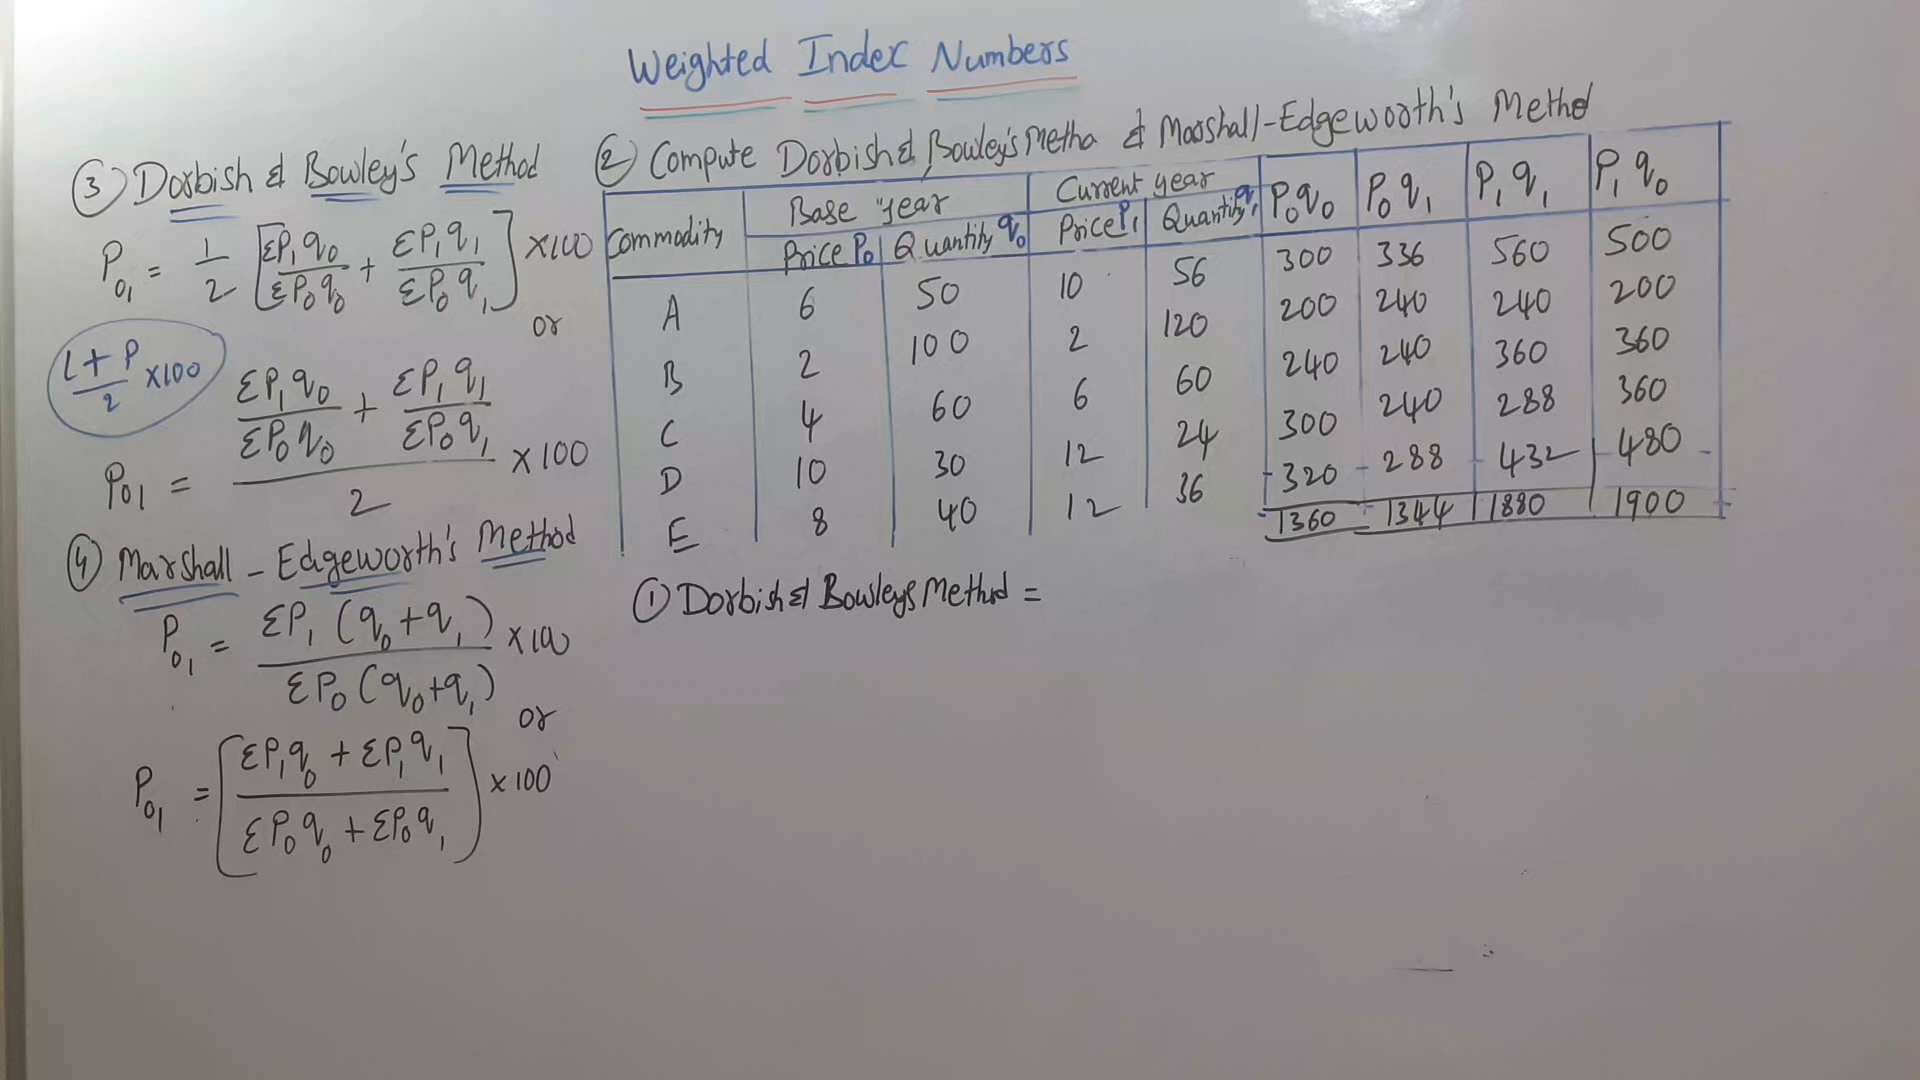 Weighted Index Numbers
③ Dorbish & Bowley's Method
P₀₁ = 1/2 [ΣP₁q₀/ΣP₀q₀ + ΣP₁q₁/ΣP₀q₁] ×100
or
(L+P)/2 ×100
P₀₁ = (ΣP₁q₀/ΣP₀q₀ + ΣP₁q₁/ΣP₀q₁)/2 ×100
④ Marshall - Edgeworth's Method
P₀₁ = ΣP₁(q₀+q₁)/ΣP₀(q₀+q₁) ×100
or
P₀₁ = [(ΣP₁q₀ + ΣP₁q₁)/(ΣP₀q₀ + ΣP₀q₁)] ×100
② Compute Dorbish & Bowley's Metho & Marshall-Edgeworth's Method
Commodity Base year Current year P₀q₀ P₀q₁ P₁q₁ P₁q₀
Price P₀ Quantity q₀ Price P₁ Quantity q₁
A 6 50 10 56 300 336 560 500
B 2 100 2 120 200 240 240 200
C 4 60 6 60 240 240 360 360
D 10 30 12 24 300 240 288 360
E 8 40 12 36 320 288 432 480
1360 1344 1880 1900
① Dorbish & Bowleys Method =